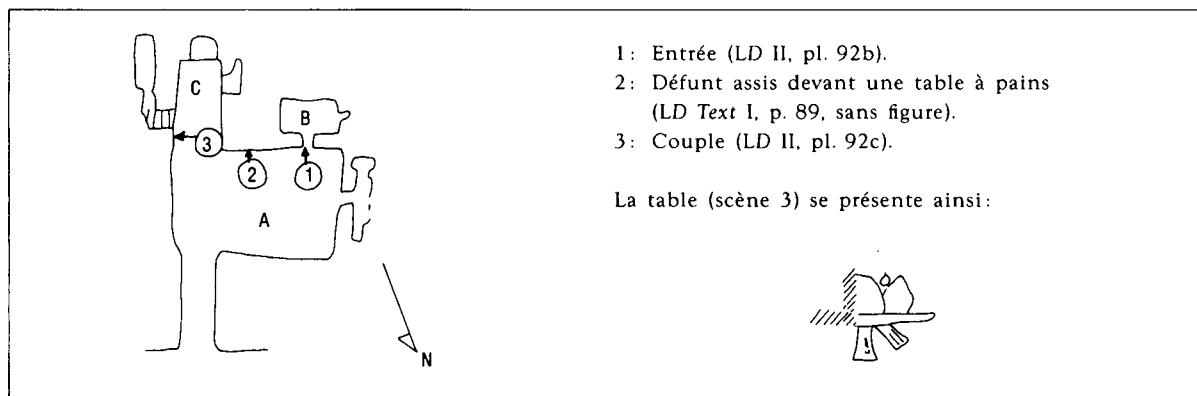 1: Entrée (LD II, pl. 92b).
2: Défunt assis devant une table à pains
(LD Text I, p. 89, sans figure).
3: Couple (LD II, pl. 92c).
La table (scène 3) se présente ainsi:
C
B
3
2
1
A
N